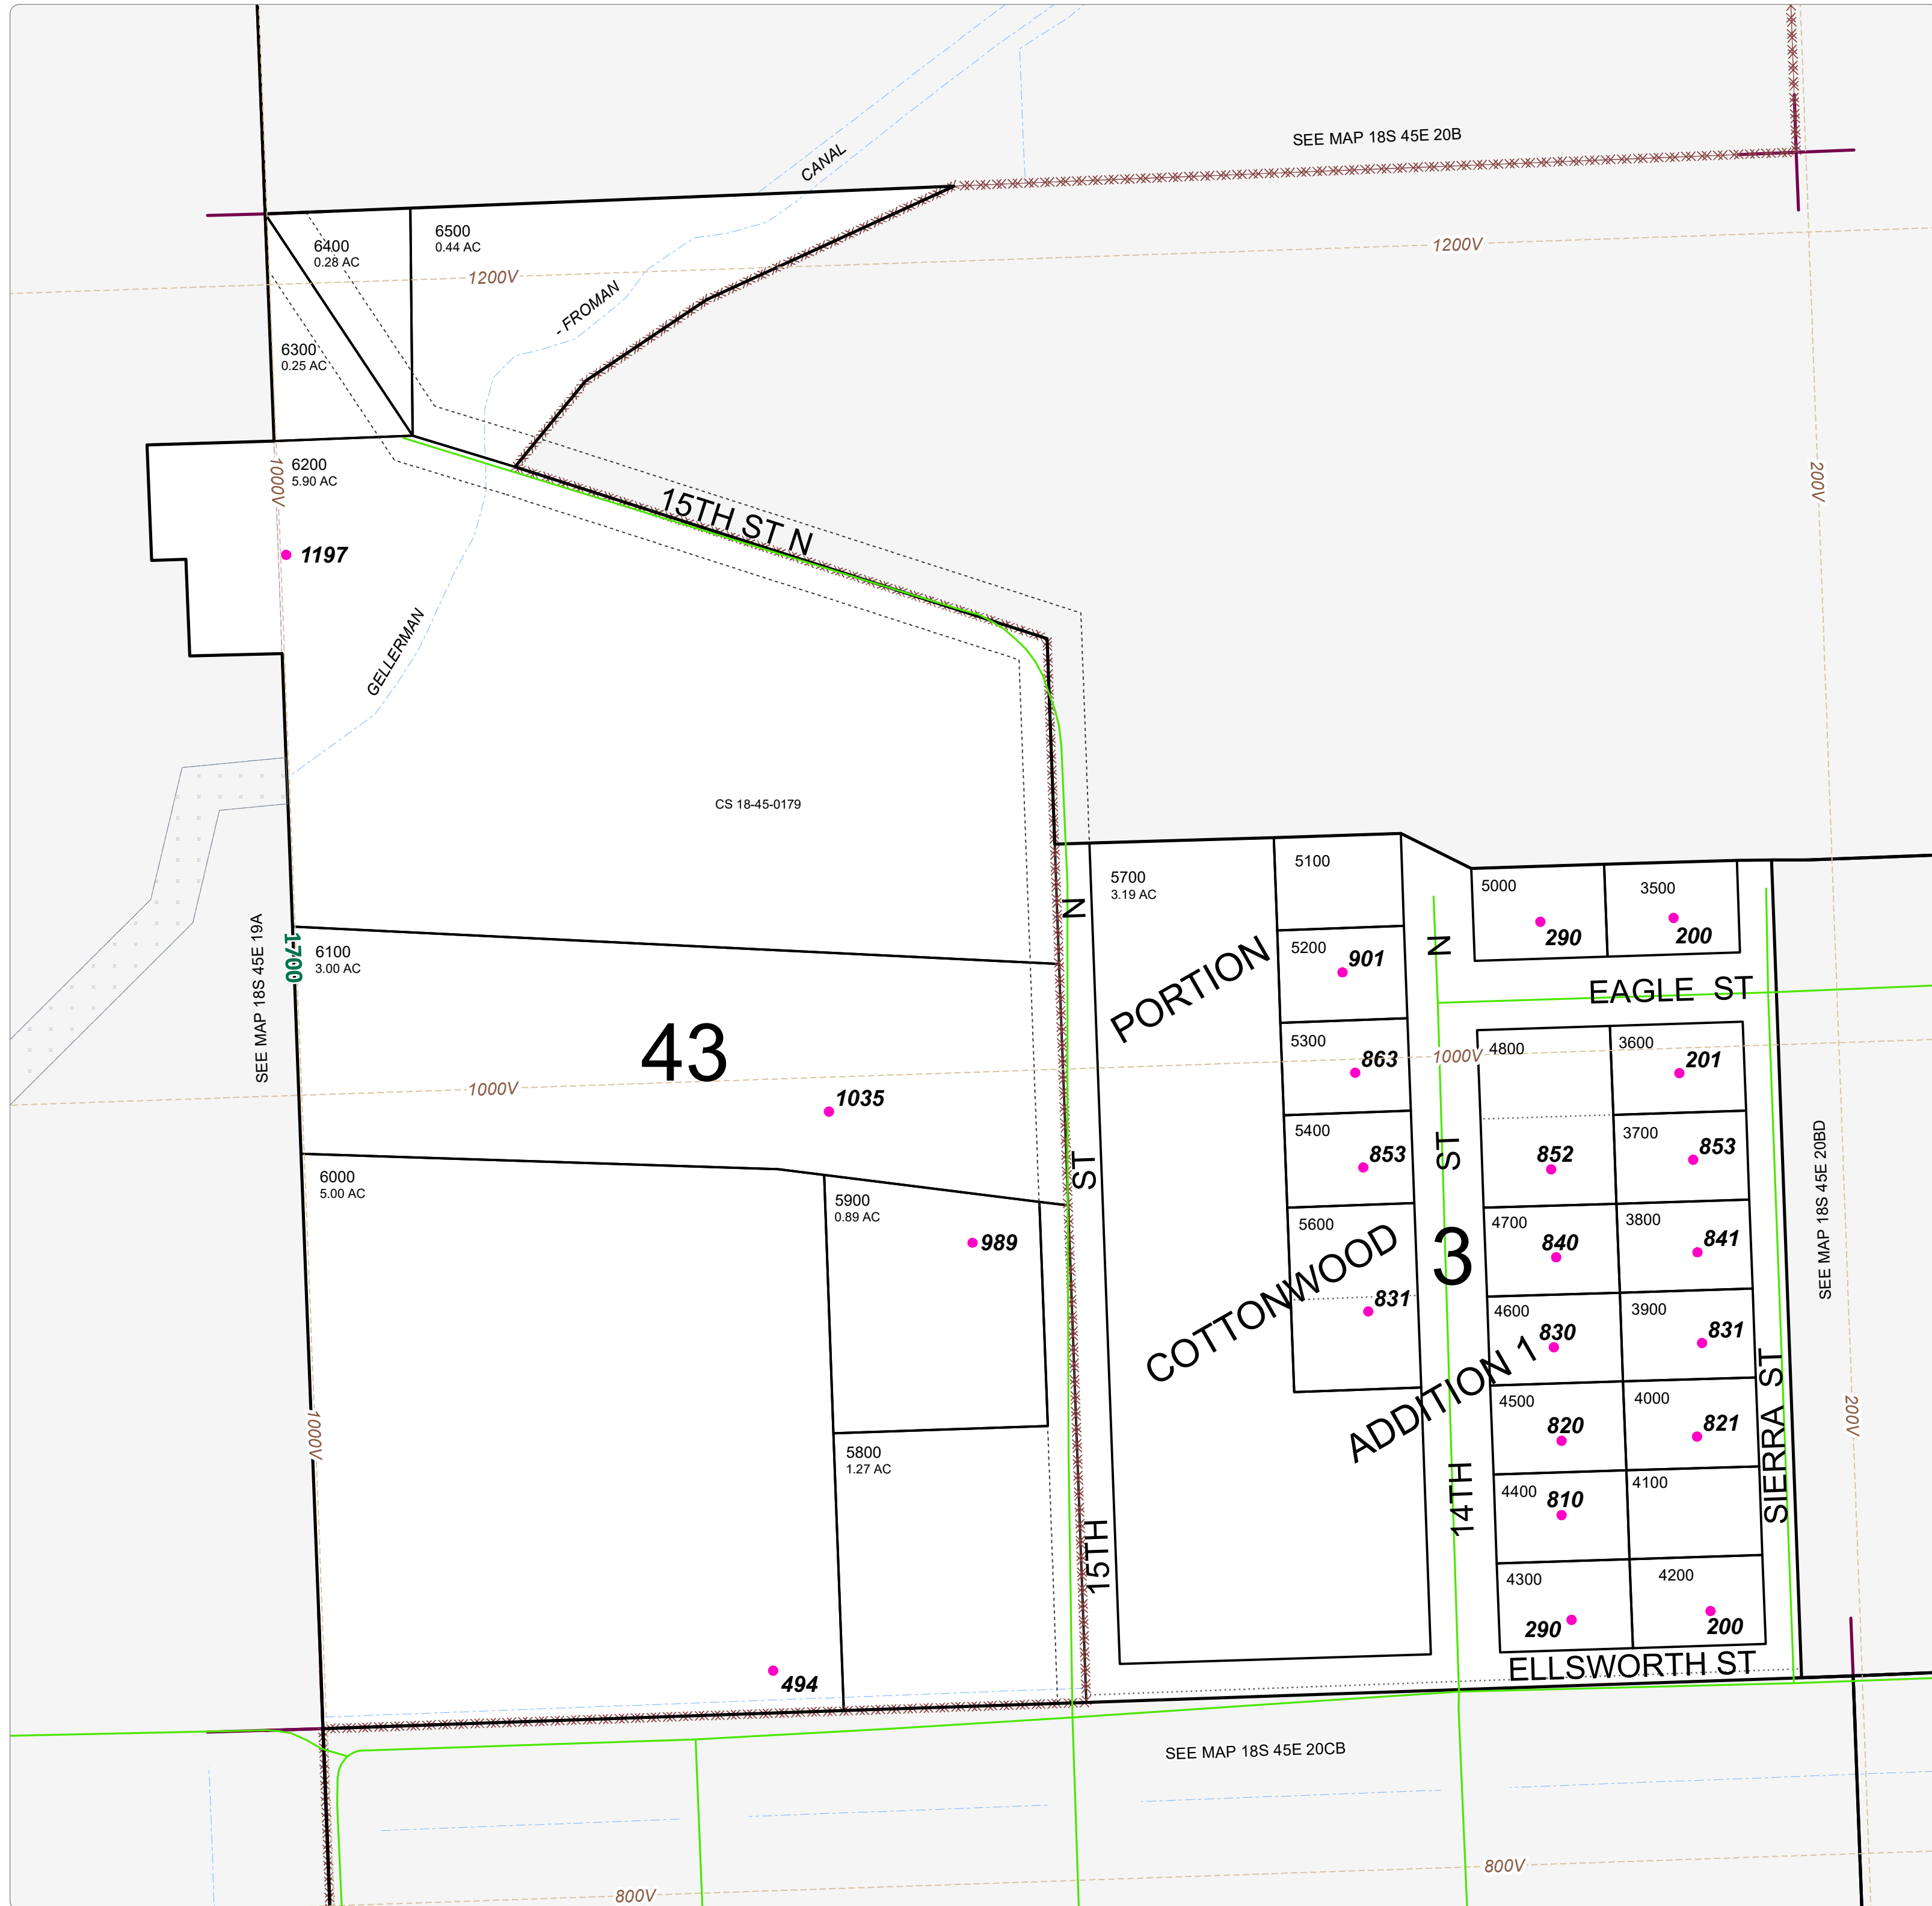 SEE MAP 18S 45E 20B
CANAL
6400
0.28 AC
6500
0.44 AC
1200V
1200V
- FROMAN
6300
0.25 AC
6200
5.90 AC
1000V
200V
15TH ST N
1197
GELLERMAN
CS 18-45-0179
5700
3.19 AC
5100
5000
290
3500
200
N
PORTION
5200
901
N
EAGLE ST
SEE MAP 18S 45E 19A
1700
6100
3.00 AC
43
5300
863
1000V
4800
3600
201
1000V
1035
5400
853
ST
ST
852
3700
853
SEE MAP 18S 45E 20BD
6000
5.00 AC
5900
0.89 AC
989
5600
COTTONWOOD
831
3
4700
840
3800
841
4600
830
3900
831
ADDITION 1
1000V
4500
820
4000
821
SIERRA ST
200V
5800
1.27 AC
15TH
14TH
4400
810
4100
4300
290
4200
200
494
ELLSWORTH ST
SEE MAP 18S 45E 20CB
800V
800V